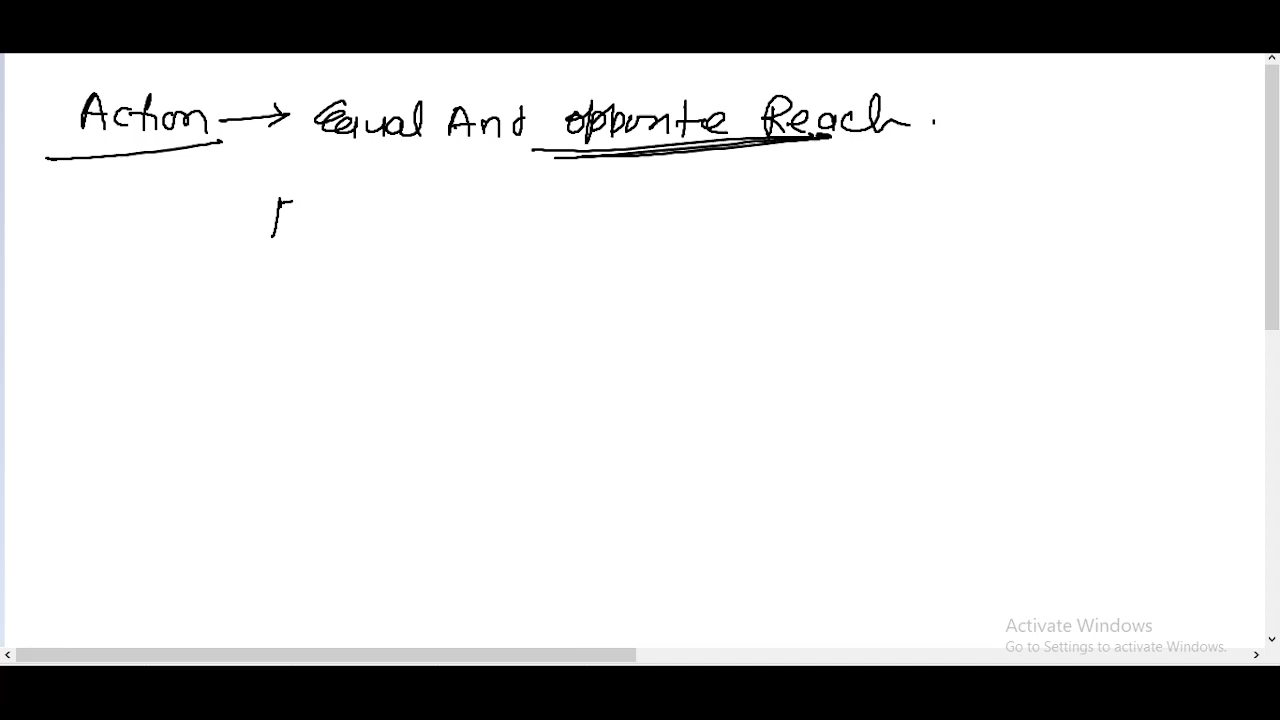 Action → Equal And opposite Reach.
Activate Windows
Go to Settings to activate Windows.